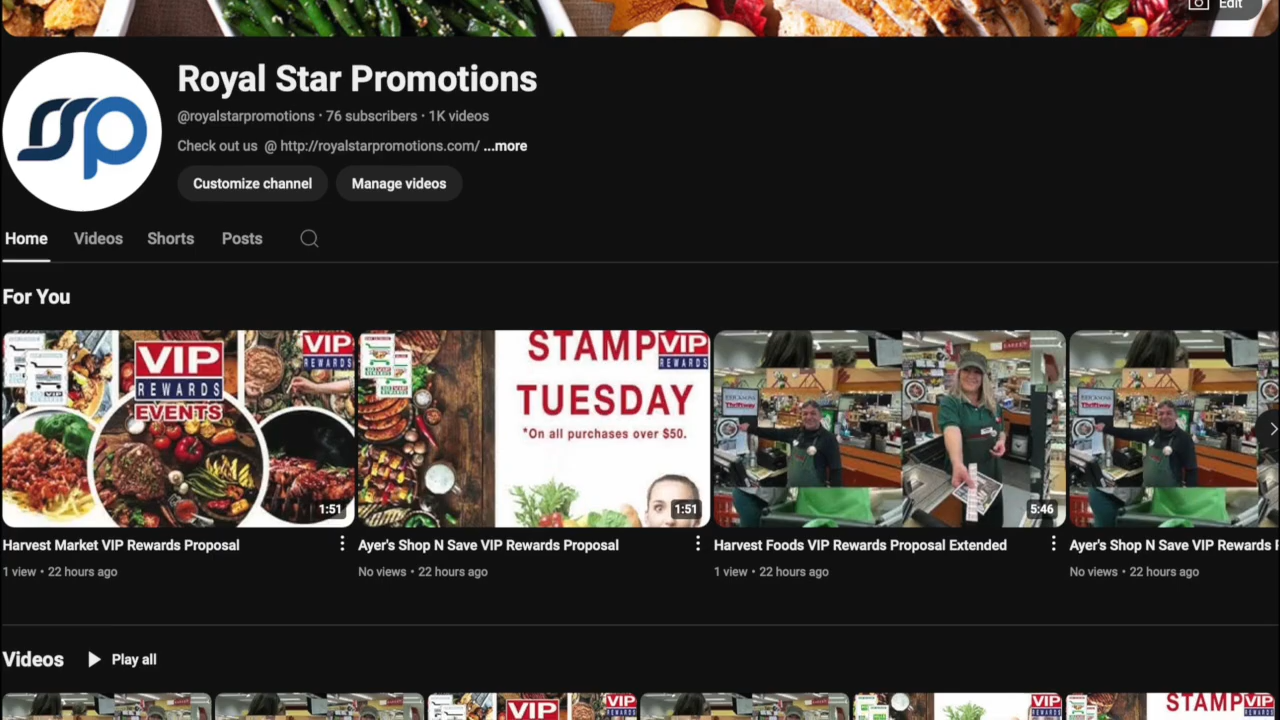 Edit
Royal Star Promotions
@royalstarpromotions · 76 subscribers · 1K videos
Check out us @ http://royalstarpromotions.com/ ...more
Customize channel
Manage videos
Home
Videos
Shorts
Posts
For You
VIP
REWARDS
EVENTS
VIP
REWARDS
1:51
STAMP
VIP
REWARDS
TUESDAY
*On all purchases over $50.
1:51
5:46
Harvest Market VIP Rewards Proposal
1 view • 22 hours ago
Ayer's Shop N Save VIP Rewards Proposal
No views • 22 hours ago
Harvest Foods VIP Rewards Proposal Extended
1 view • 22 hours ago
Ayer's Shop N Save VIP Rewards
No views • 22 hours ago
Videos
Play all
VIP
VIP
REWARDS
VIP
REWARDS
STAMP
VIP
REWARDS